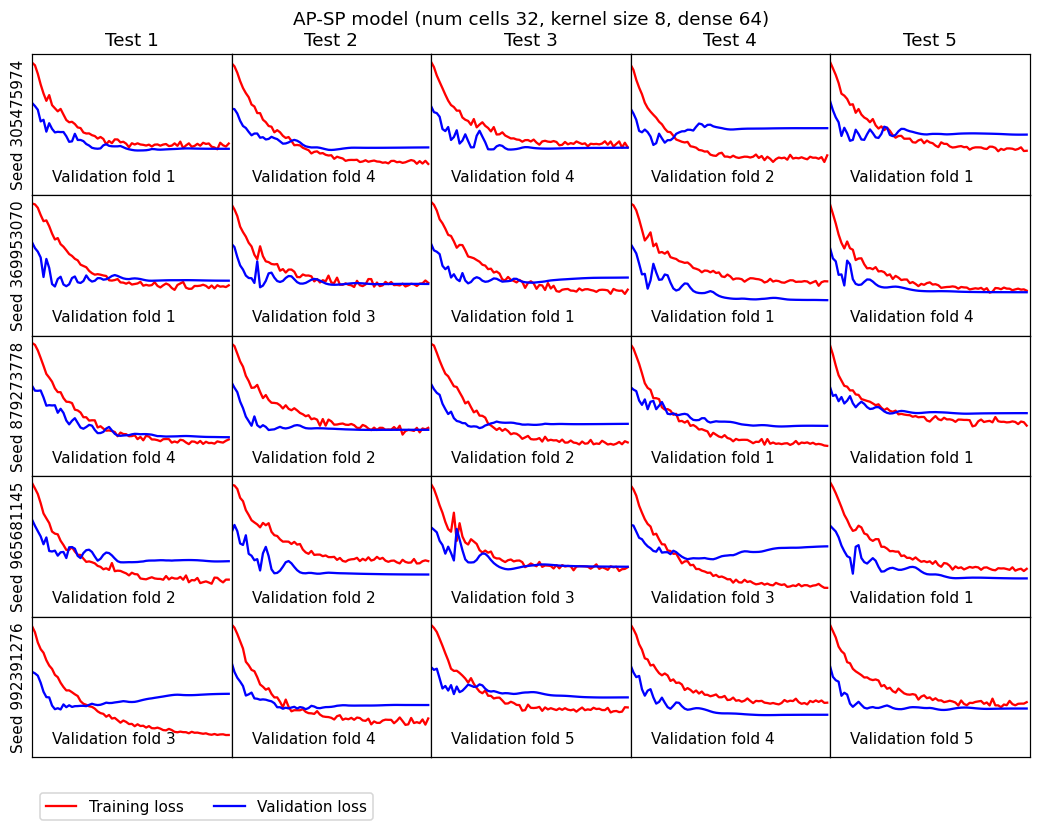 AP-SP model (num cells 32, kernel size 8, dense 64)
Test 1 Test 2 Test 3 Test 4 Test 5
Seed 305475974
Validation fold 1 Validation fold 4 Validation fold 4 Validation fold 2 Validation fold 1
Seed 369953070
Validation fold 1 Validation fold 3 Validation fold 1 Validation fold 1 Validation fold 4
Seed 8779273778
Validation fold 4 Validation fold 2 Validation fold 2 Validation fold 1 Validation fold 1
Seed 9656681145
Validation fold 2 Validation fold 2 Validation fold 3 Validation fold 3 Validation fold 1
Seed 992391276
Validation fold 3 Validation fold 4 Validation fold 5 Validation fold 4 Validation fold 5
Training loss Validation loss